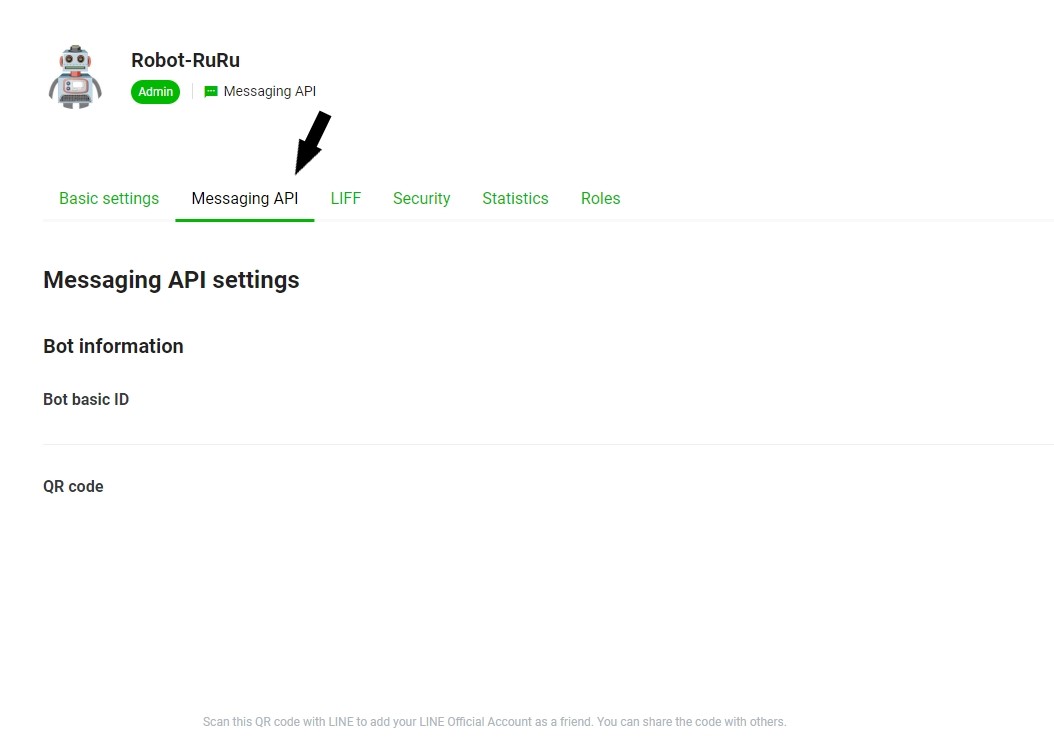 Robot-RuRu
Admin Messaging API
Basic settings Messaging API LIFF Security Statistics Roles
Messaging API settings
Bot information
Bot basic ID
QR code
Scan this QR code with LINE to add your LINE Official Account as a friend. You can share the code with others.